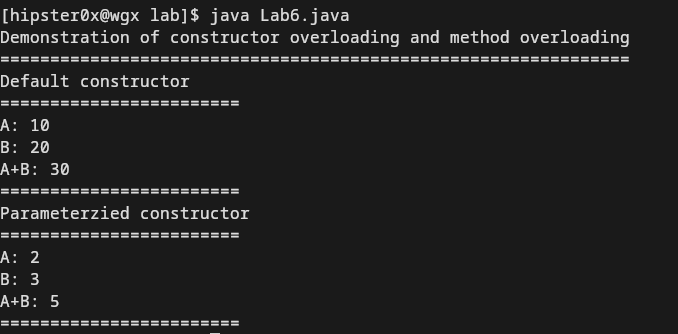 [hipster0x@wgx lab]$ java Lab6.java
Demonstration of constructor overloading and method overloading
===============================================================
Default constructor
========================
A: 10
B: 20
A+B: 30
========================
Parameterzied constructor
========================
A: 2
B: 3
A+B: 5
========================